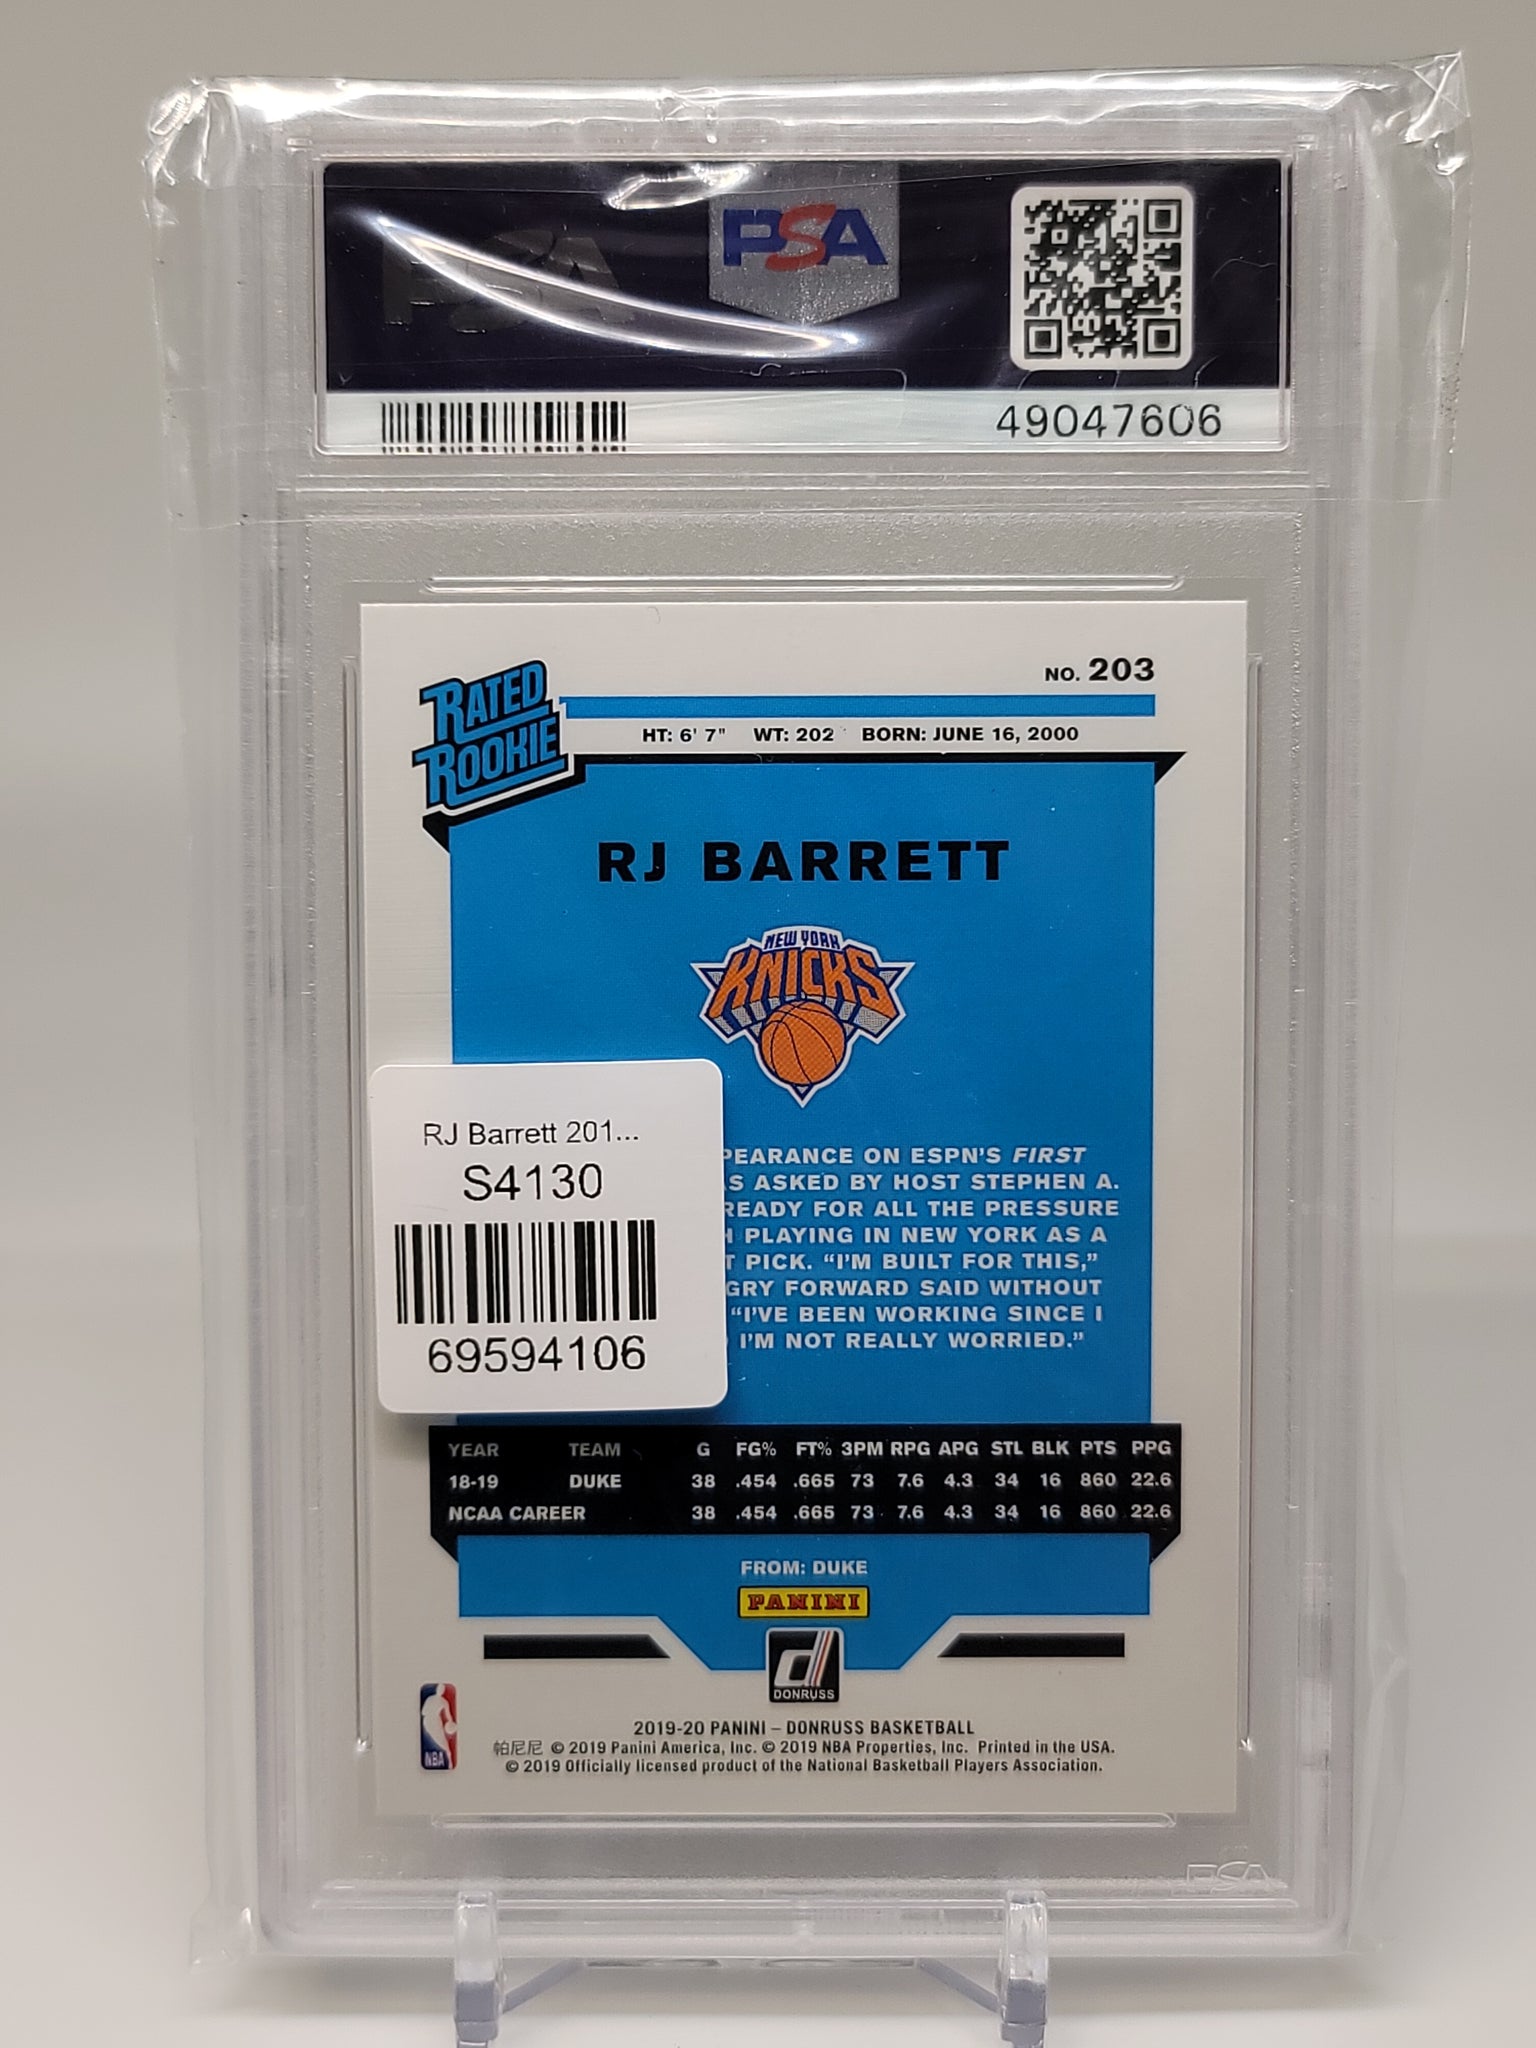 PSA
PSA
49047606
RATED
ROOKIE
NO. 203
HT: 6' 7" WT: 202 BORN: JUNE 16, 2000
RJ BARRETT
NEW YORK
KNICKS
PEARANCE ON ESPN'S FIRST
S ASKED BY HOST STEPHEN A.
READY FOR ALL THE PRESSURE
PLAYING IN NEW YORK AS A
T PICK. “I'M BUILT FOR THIS,”
GRY FORWARD SAID WITHOUT
“I'VE BEEN WORKING SINCE I
I'M NOT REALLY WORRIED.”
RJ Barrett 201...
S4130
69594106
YEAR TEAM G FG% FT% 3PM RPG APG STL BLK PTS PPG
18-19 DUKE 38 .454 .665 73 7.6 4.3 34 16 860 22.6
NCAA CAREER 38 .454 .665 73 7.6 4.3 34 16 860 22.6
FROM: DUKE
PANINI
d
DONRUSS
NBA
2019-20 PANINI – DONRUSS BASKETBALL
帕尼尼 © 2019 Panini America, Inc. © 2019 NBA Properties, Inc. Printed in the USA.
© 2019 Officially licensed product of the National Basketball Players Association.
PSA